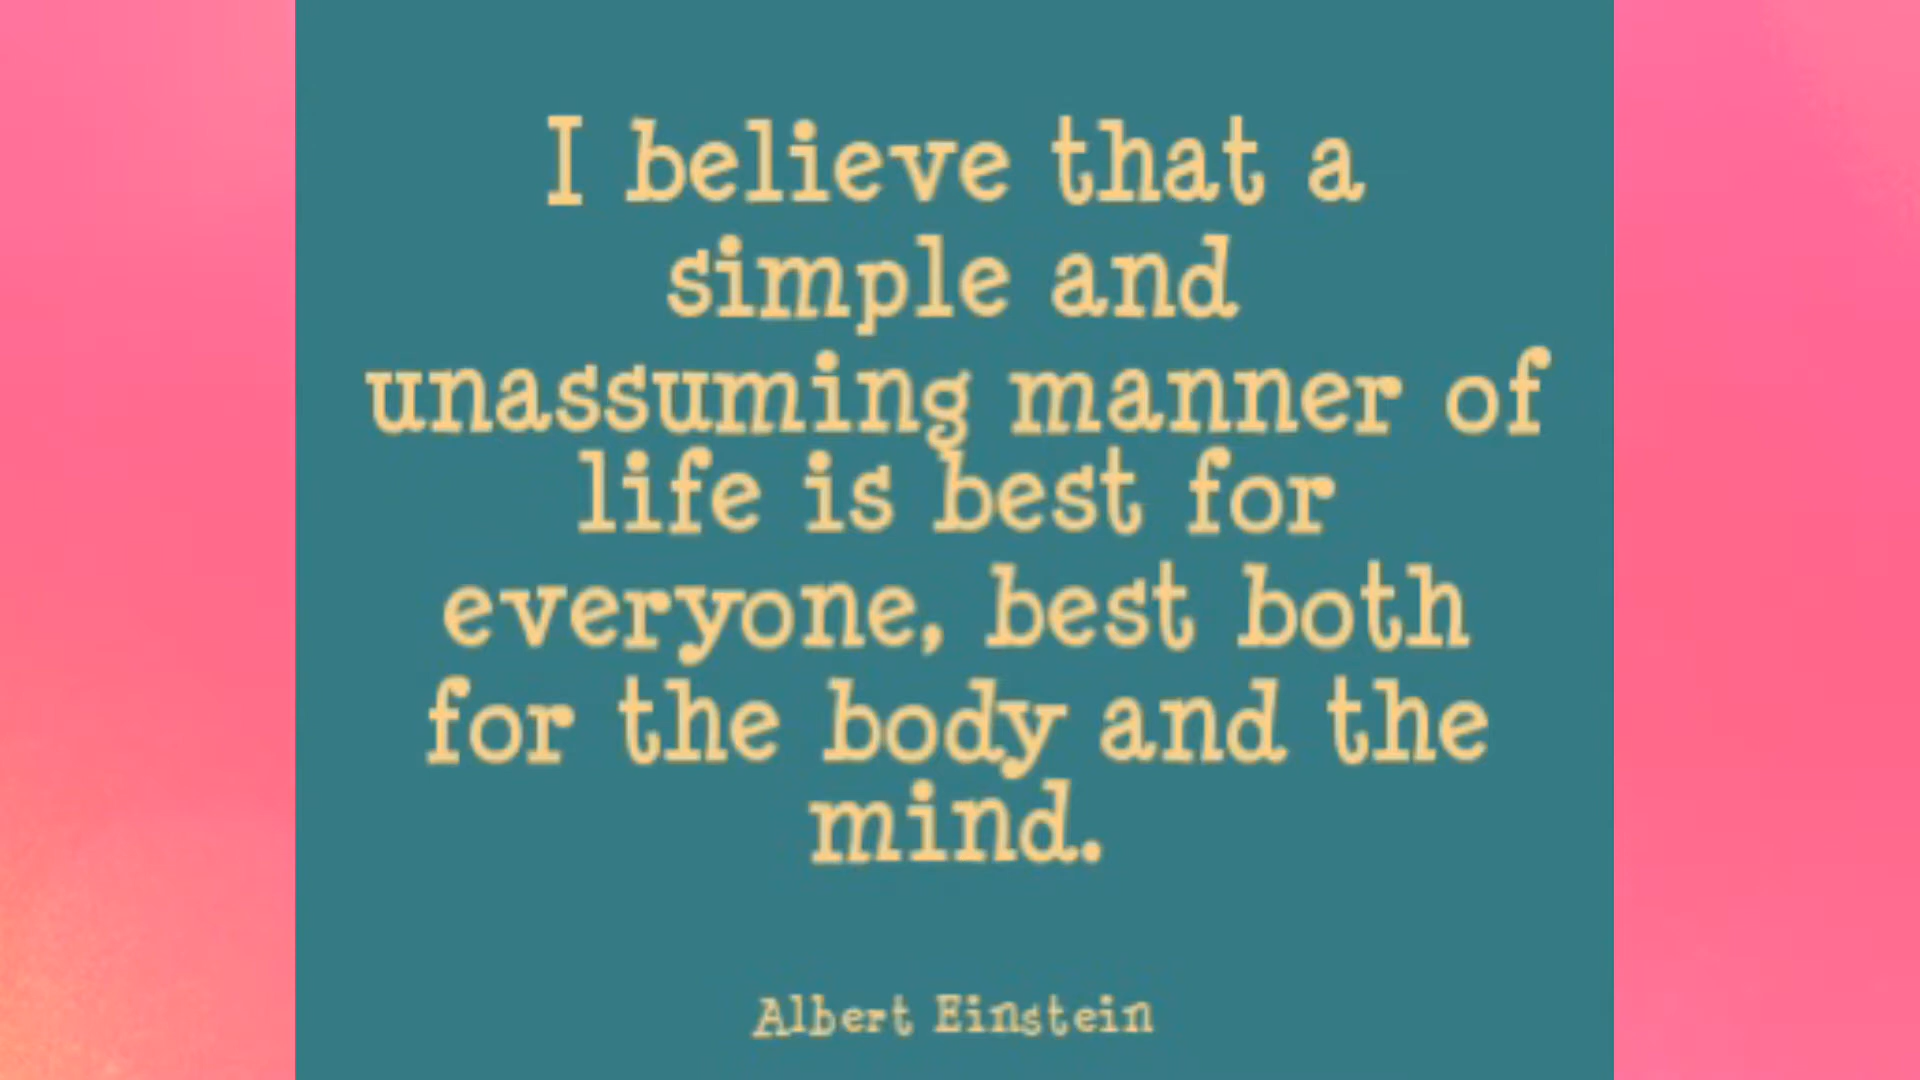 I believe that a
simple and
unassuming manner of
life is best for
everyone, best both
for the body and the
mind.
Albert Einstein